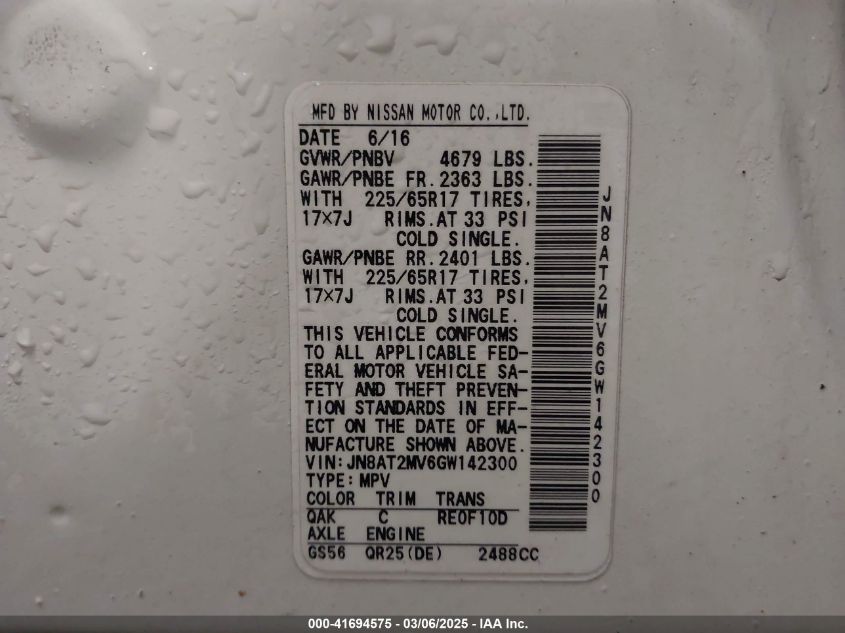 MFD BY NISSAN MOTOR CO.,LTD.
DATE 6/16
GVWR/PNBV 4679 LBS.
GAWR/PNBE FR.2363 LBS.
WITH 225/65R17 TIRES,
17×7J RIMS.AT 33 PSI
COLD SINGLE.
GAWR/PNBE RR.2401 LBS.
WITH 225/65R17 TIRES,
17×7J RIMS.AT 33 PSI
COLD SINGLE.
THIS VEHICLE CONFORMS
TO ALL APPLICABLE FED-
ERAL MOTOR VEHICLE SA-
FETY AND THEFT PREVEN-
TION STANDARDS IN EFF-
ECT ON THE DATE OF MA-
NUFACTURE SHOWN ABOVE.
VIN:JN8AT2MV6GW142300
TYPE:MPV
COLOR TRIM TRANS
QAK C RE0F10D
AXLE ENGINE
GS56 QR25(DE) 2488CC
JN8AT2MV6GW142300
000-41694575 - 03/06/2025 - IAA Inc.